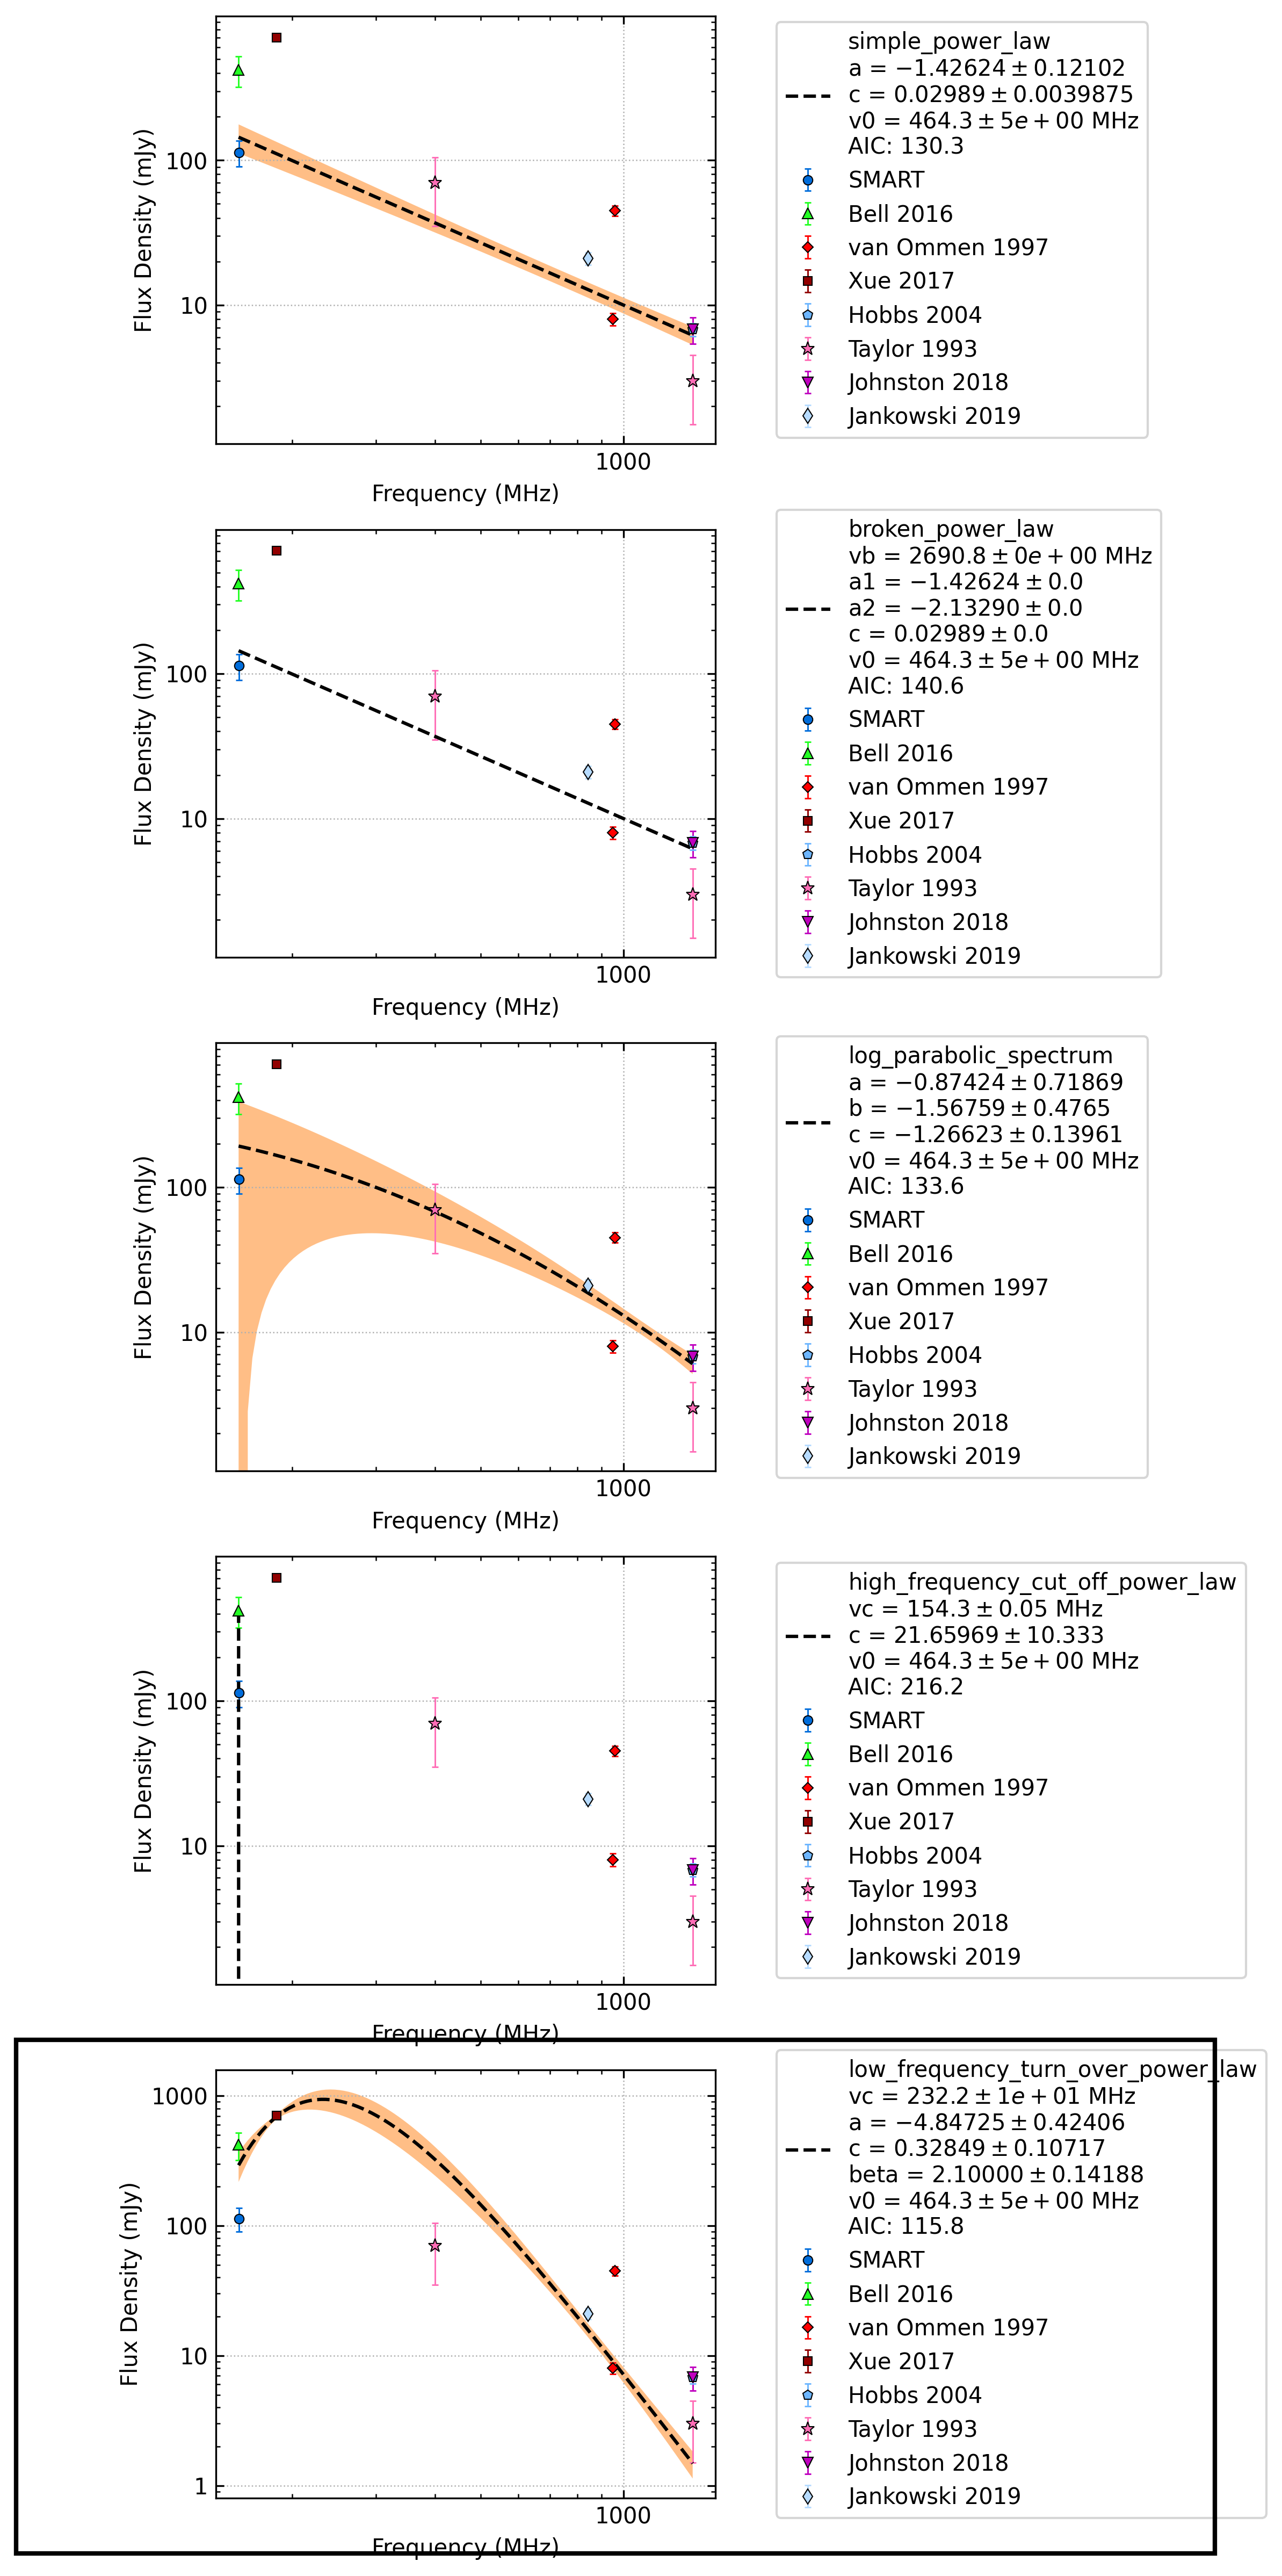 100
10
Flux Density (mJy)
1000
Frequency (MHz)
simple_power_law
a = −1.42624 ± 0.12102
c = 0.02989 ± 0.0039875
v0 = 464.3 ± 5e + 00 MHz
AIC: 130.3
SMART
Bell 2016
van Ommen 1997
Xue 2017
Hobbs 2004
Taylor 1993
Johnston 2018
Jankowski 2019
100
10
Flux Density (mJy)
1000
Frequency (MHz)
broken_power_law
vb = 2690.8 ± 0e + 00 MHz
a1 = −1.42624 ± 0.0
a2 = −2.13290 ± 0.0
c = 0.02989 ± 0.0
v0 = 464.3 ± 5e + 00 MHz
AIC: 140.6
SMART
Bell 2016
van Ommen 1997
Xue 2017
Hobbs 2004
Taylor 1993
Johnston 2018
Jankowski 2019
100
10
Flux Density (mJy)
1000
Frequency (MHz)
log_parabolic_spectrum
a = −0.87424 ± 0.71869
b = −1.56759 ± 0.4765
c = −1.26623 ± 0.13961
v0 = 464.3 ± 5e + 00 MHz
AIC: 133.6
SMART
Bell 2016
van Ommen 1997
Xue 2017
Hobbs 2004
Taylor 1993
Johnston 2018
Jankowski 2019
100
10
Flux Density (mJy)
1000
Frequency (MHz)
high_frequency_cut_off_power_law
vc = 154.3 ± 0.05 MHz
c = 21.65969 ± 10.333
v0 = 464.3 ± 5e + 00 MHz
AIC: 216.2
SMART
Bell 2016
van Ommen 1997
Xue 2017
Hobbs 2004
Taylor 1993
Johnston 2018
Jankowski 2019
1000
100
10
1
Flux Density (mJy)
1000
Frequency (MHz)
low_frequency_turn_over_power_law
vc = 232.2 ± 1e + 01 MHz
a = −4.84725 ± 0.42406
c = 0.32849 ± 0.10717
beta = 2.10000 ± 0.14188
v0 = 464.3 ± 5e + 00 MHz
AIC: 115.8
SMART
Bell 2016
van Ommen 1997
Xue 2017
Hobbs 2004
Taylor 1993
Johnston 2018
Jankowski 2019